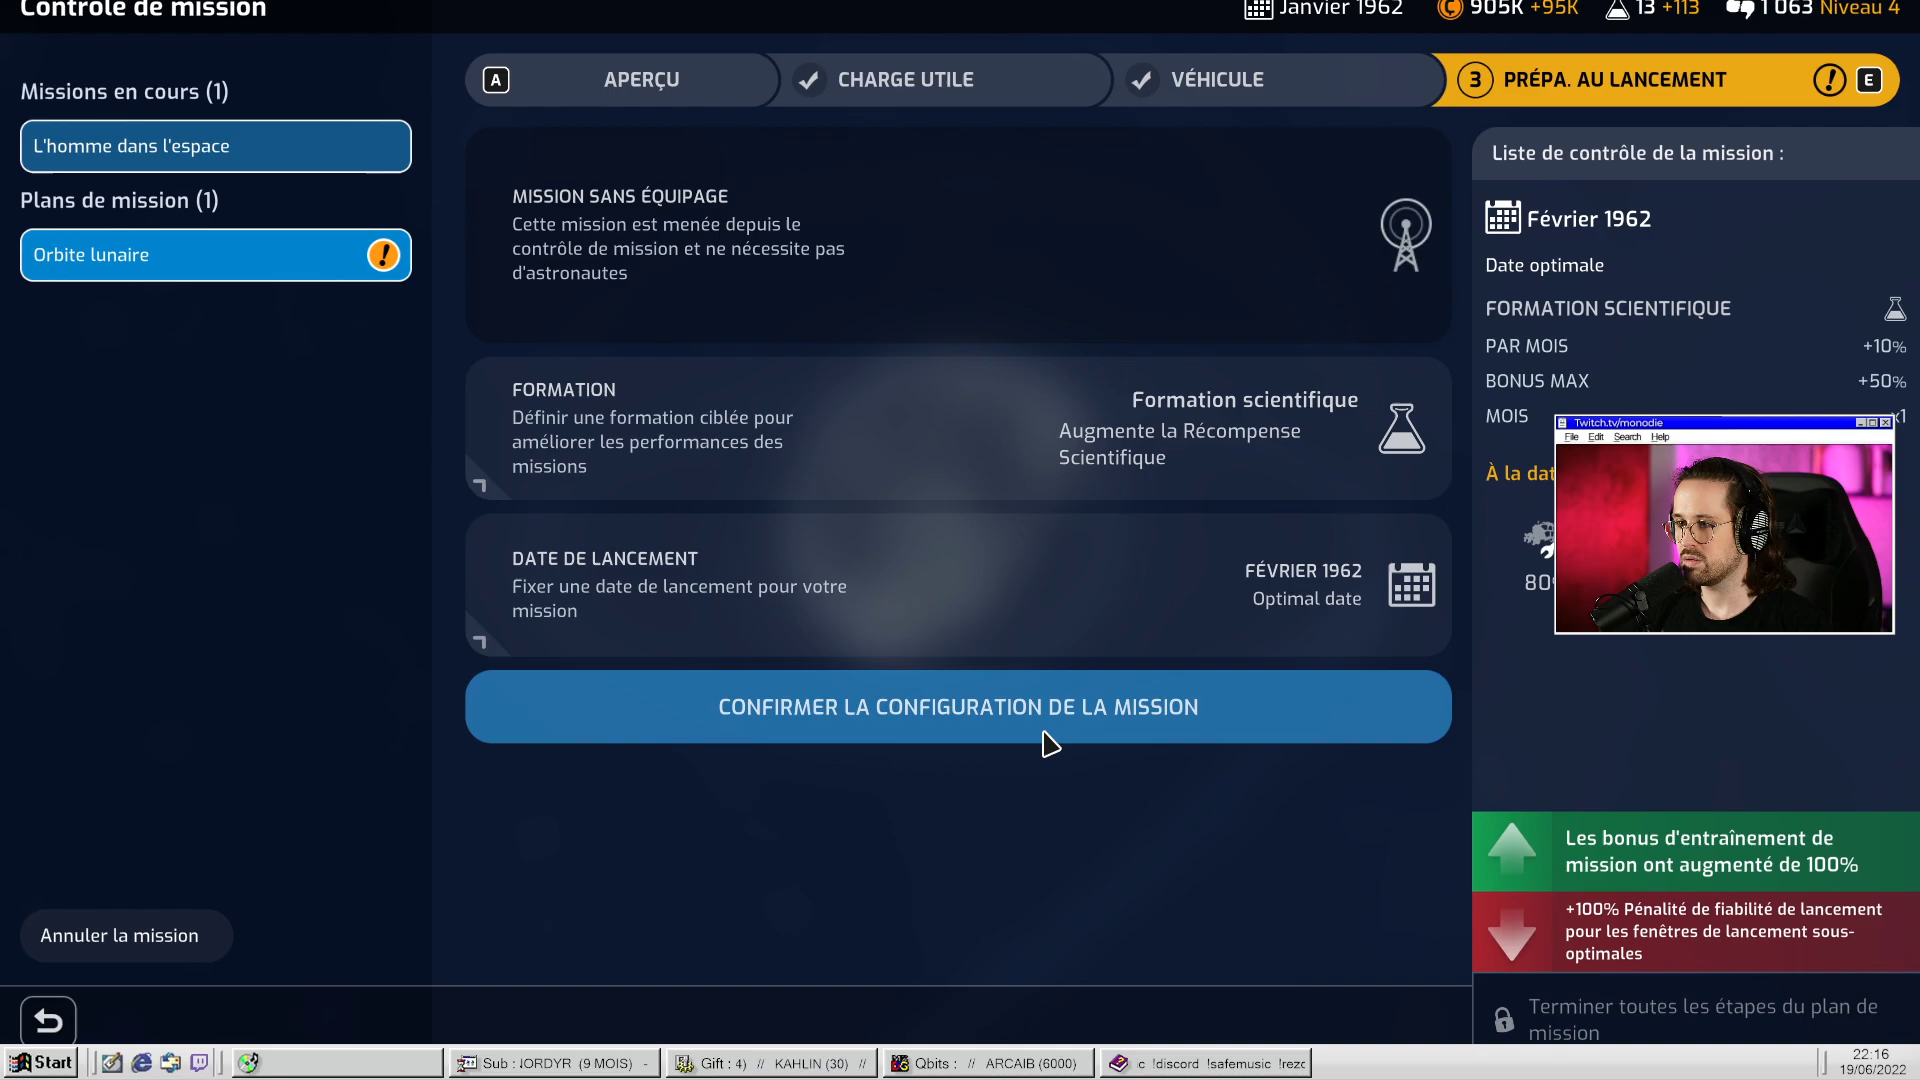 Contrôle de mission
Janvier 1962
905K +95K
13 +113
1 063 Niveau 4
Missions en cours (1)
L'homme dans l'espace
Plans de mission (1)
Orbite lunaire
!
A
APERÇU
CHARGE UTILE
VÉHICULE
3 PRÉPA. AU LANCEMENT
! E
MISSION SANS ÉQUIPAGE
Cette mission est menée depuis le
contrôle de mission et ne nécessite pas
d'astronautes
FORMATION
Définir une formation ciblée pour
améliorer les performances des
missions
Formation scientifique
Augmente la Récompense
Scientifique
DATE DE LANCEMENT
Fixer une date de lancement pour votre
mission
FÉVRIER 1962
Optimal date
CONFIRMER LA CONFIGURATION DE LA MISSION
Liste de contrôle de la mission :
Février 1962
Date optimale
FORMATION SCIENTIFIQUE
PAR MOIS +10%
BONUS MAX +50%
MOIS x1
À la dat
80
Twitch.tv/monodie
File Edit Search Help
Les bonus d'entraînement de
mission ont augmenté de 100%
+100% Pénalité de fiabilité de lancement
pour les fenêtres de lancement sous-
optimales
Terminer toutes les étapes du plan de
mission
Annuler la mission
Start
Sub : JORDYR (9 MOIS) -
Gift : 4) // KAHLIN (30) //
Qbits : // ARCAIB (6000)
c !discord !safemusic !rezc
22:16
19/06/2022